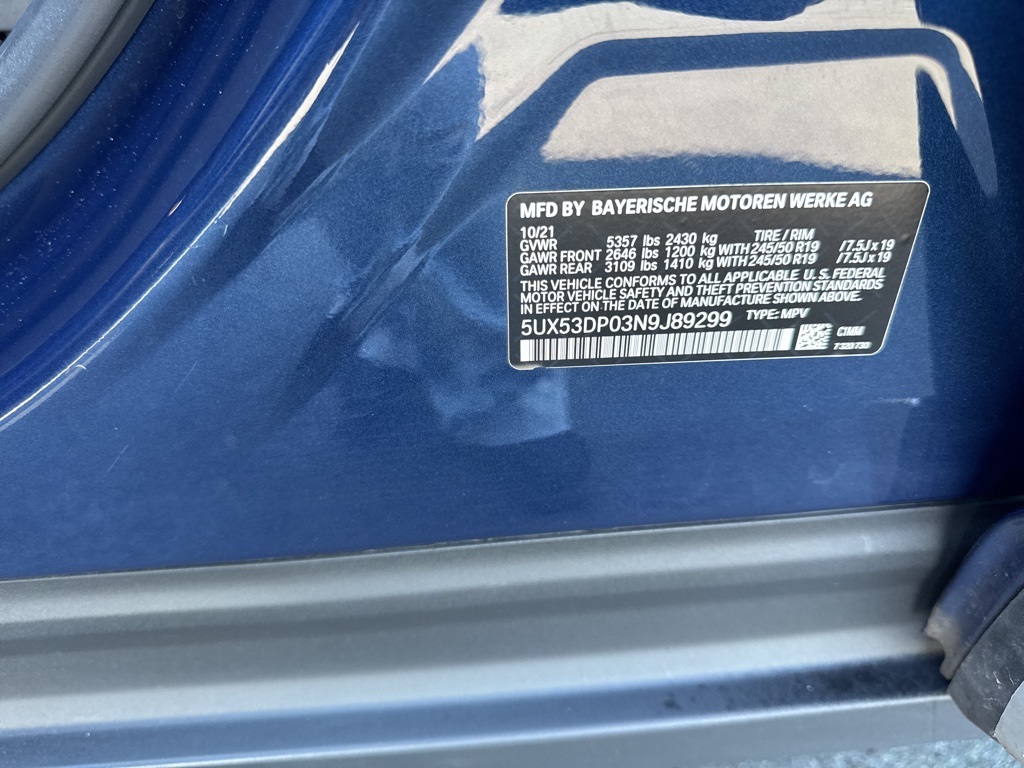 MFD BY BAYERISCHE MOTOREN WERKE AG
10/21
GVWR 5357 lbs 2430 kg TIRE / RIM
GAWR FRONT 2646 lbs 1200 kg WITH 245/50 R19 /7.5J x 19
GAWR REAR 3109 lbs 1410 kg WITH 245/50 R19 /7.5J x 19
THIS VEHICLE CONFORMS TO ALL APPLICABLE U.S. FEDERAL
MOTOR VEHICLE SAFETY AND THEFT PREVENTION STANDARDS
IN EFFECT ON THE DATE OF MANUFACTURE SHOWN ABOVE.
5UX53DP03N9J89299 TYPE: MPV
C1MM
7320730